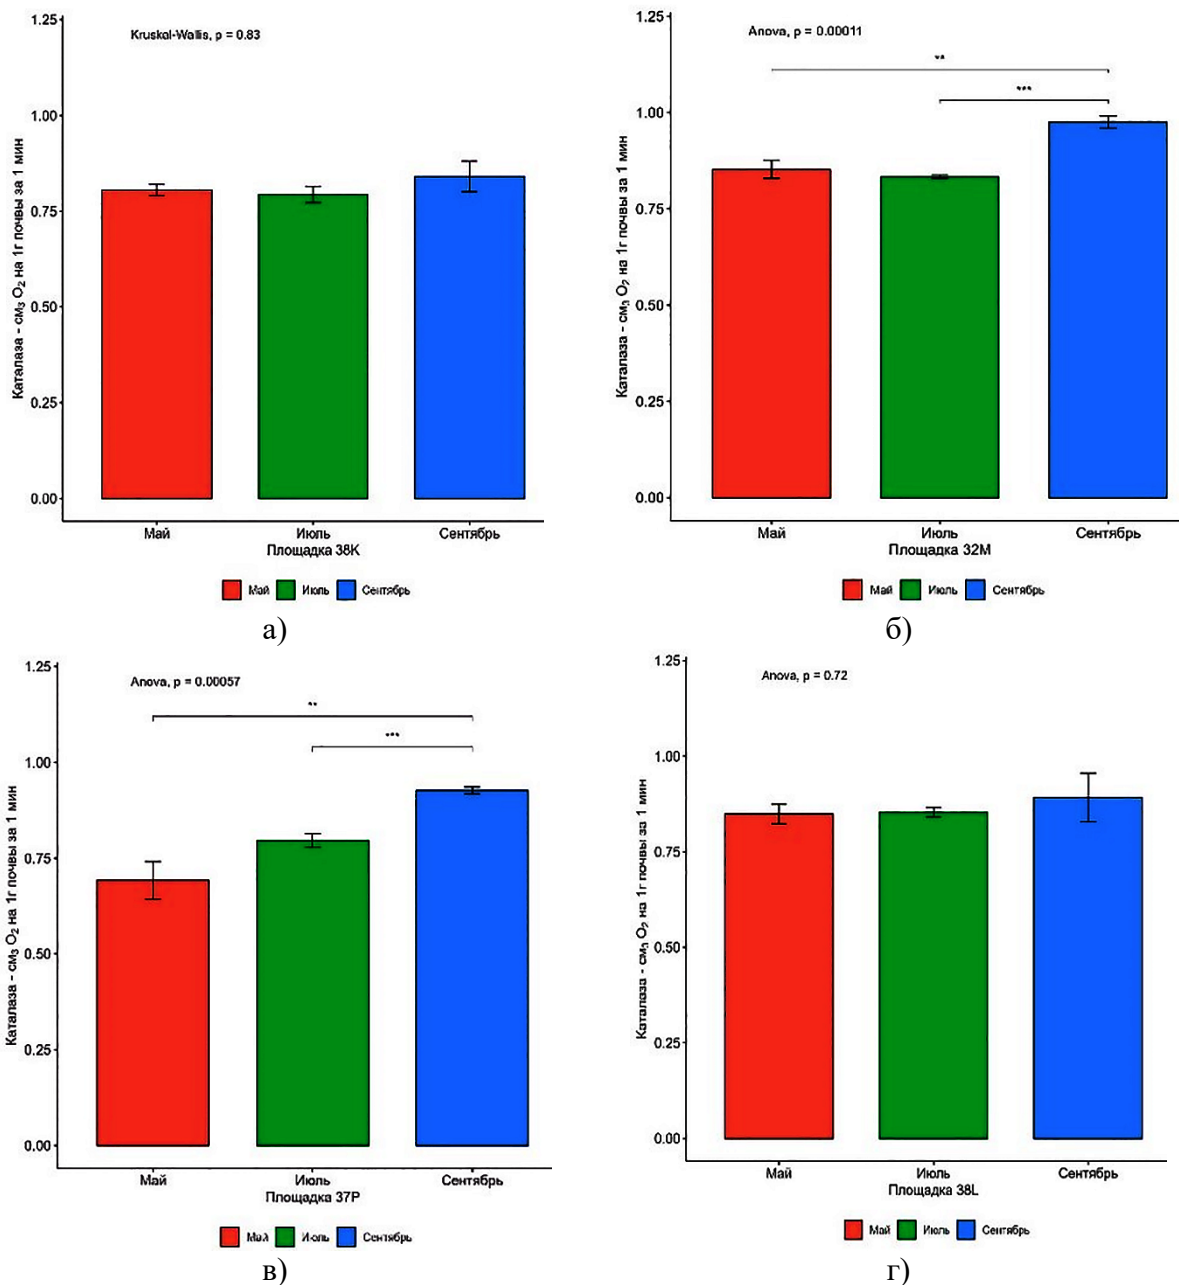 1.25
Kruskal-Wallis, p = 0.83
1.00
0.75
0.50
0.25
0.00
Каталаза - см₃ O₂ на 1г почвы за 1 мин
Май
Июль
Сентябрь
Площадка 38K
Май
Июль
Сентябрь
а)
1.25
Anova, p = 0.00011
**
***
1.00
0.75
0.50
0.25
0.00
Каталаза - см₃ O₂ на 1г почвы за 1 мин
Май
Июль
Сентябрь
Площадка 32M
Май
Июль
Сентябрь
б)
1.25
Anova, p = 0.00057
**
***
1.00
0.75
0.50
0.25
0.00
Каталаза - см₃ O₂ на 1г почвы за 1 мин
Май
Июль
Сентябрь
Площадка 37P
Май
Июль
Сентябрь
в)
1.25
Anova, p = 0.72
1.00
0.75
0.50
0.25
0.00
Каталаза - см₃ O₂ на 1г почвы за 1 мин
Май
Июль
Сентябрь
Площадка 38L
Май
Июль
Сентябрь
г)